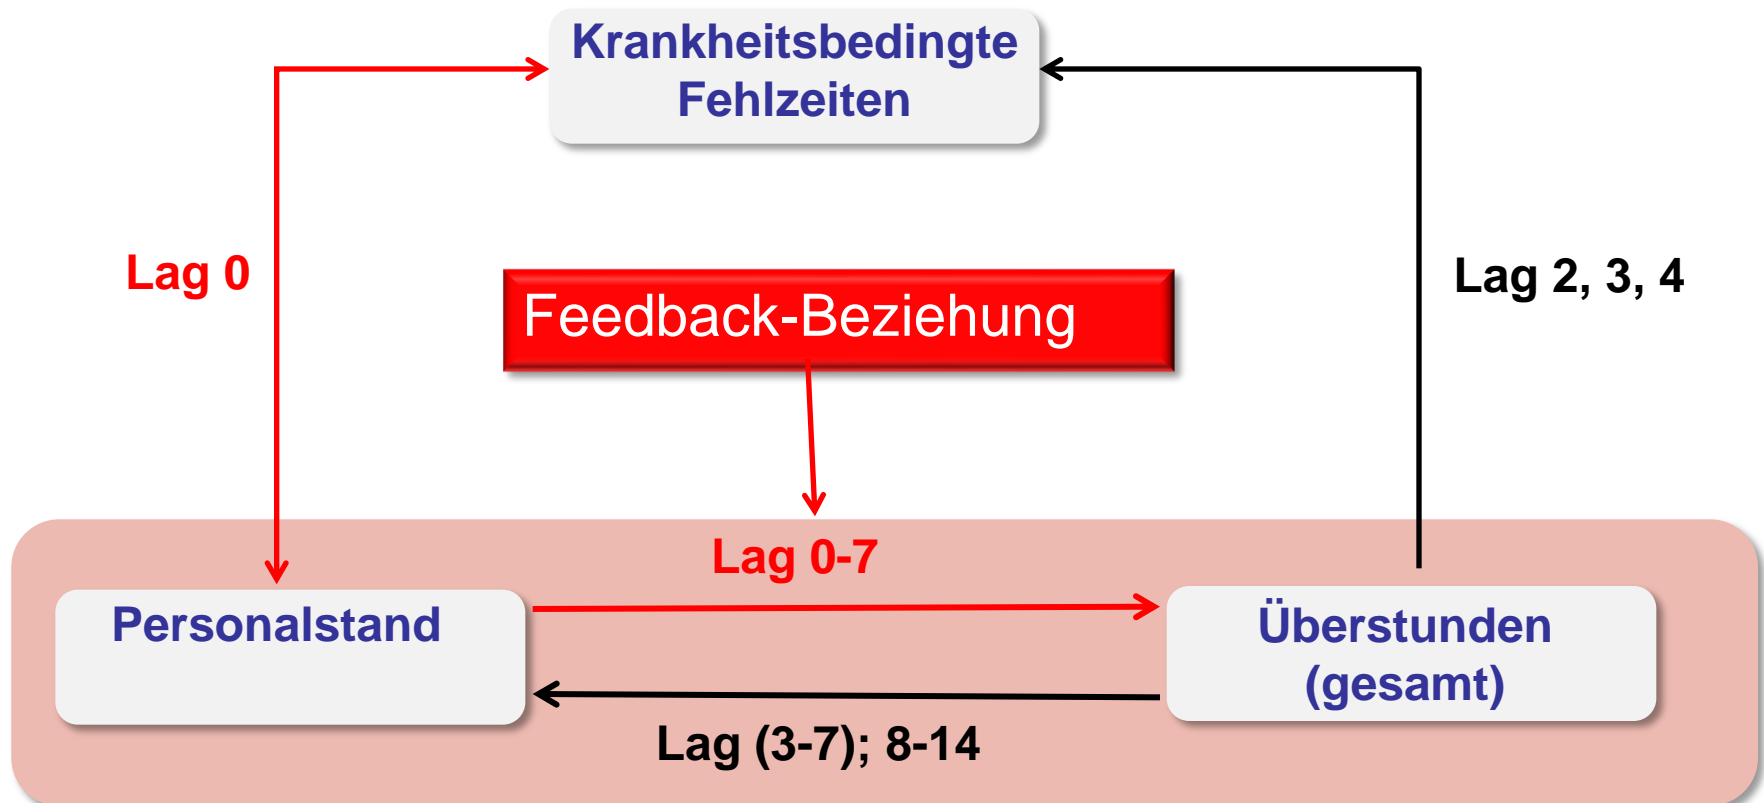 Krankheitsbedingte
Fehlzeiten
Lag 0
Feedback-Beziehung
Lag 2, 3, 4
Lag 0-7
Personalstand
Überstunden
(gesamt)
Lag (3-7); 8-14